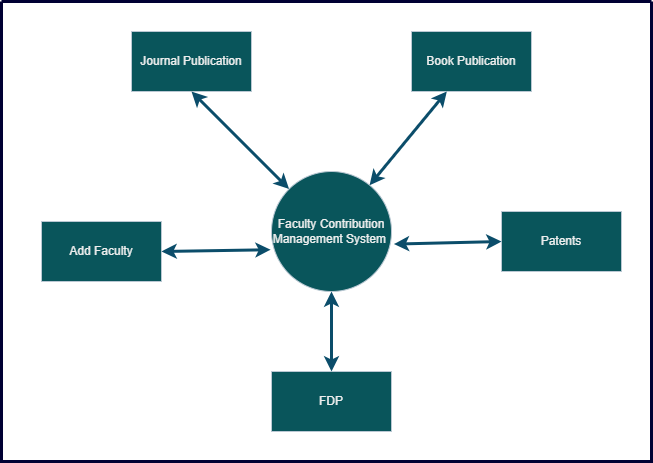 Journal Publication
Book Publication
Faculty Contribution
Management System
Add Faculty
Patents
FDP